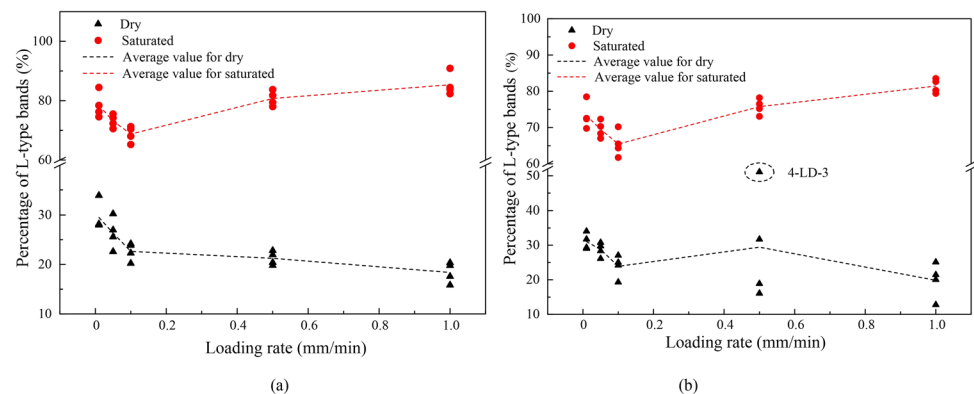 Dry
Saturated
Average value for dry
Average value for saturated
Percentage of L-type bands (%)
100
80
60
30
20
10
0
0.2
0.4
0.6
0.8
1.0
Loading rate (mm/min)
(a)
Dry
Saturated
Average value for dry
Average value for saturated
4-LD-3
Percentage of L-type bands (%)
100
90
80
70
60
50
40
30
20
10
0
0.2
0.4
0.6
0.8
1.0
Loading rate (mm/min)
(b)